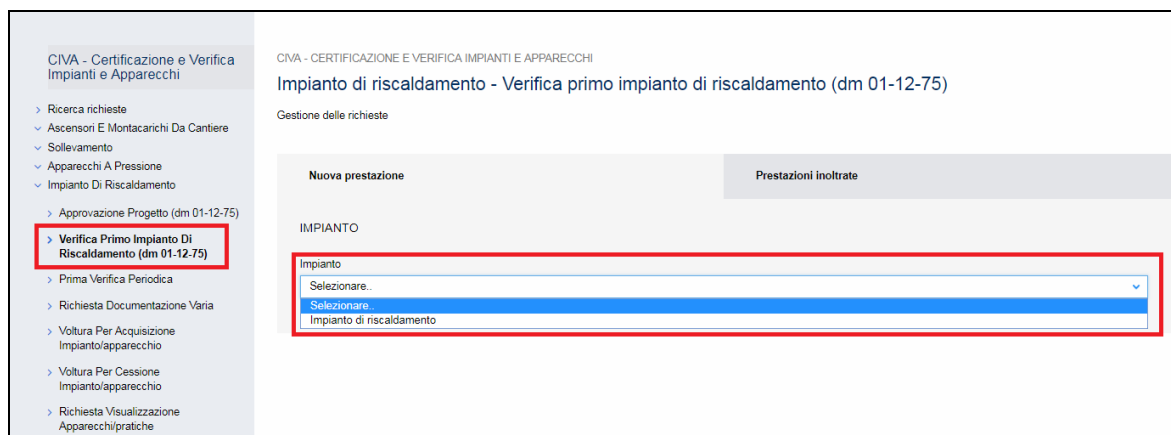 CIVA - Certificazione e Verifica
Impianti e Apparecchi
Ricerca richieste
Ascensori E Montacarichi Da Cantiere
Sollevamento
Apparecchi A Pressione
Impianto Di Riscaldamento
Approvazione Progetto (dm 01-12-75)
Verifica Primo Impianto Di
Riscaldamento (dm 01-12-75)
Prima Verifica Periodica
Richiesta Documentazione Varia
Voltura Per Acquisizione
Impianto/apparecchio
Voltura Per Cessione
Impianto/apparecchio
Richiesta Visualizzazione
Apparecchi/pratiche
CIVA - CERTIFICAZIONE E VERIFICA IMPIANTI E APPARECCHI
Impianto di riscaldamento - Verifica primo impianto di riscaldamento (dm 01-12-75)
Gestione delle richieste
Nuova prestazione
Prestazioni inoltrate
IMPIANTO
Impianto
Selezionare..
Selezionare..
Impianto di riscaldamento